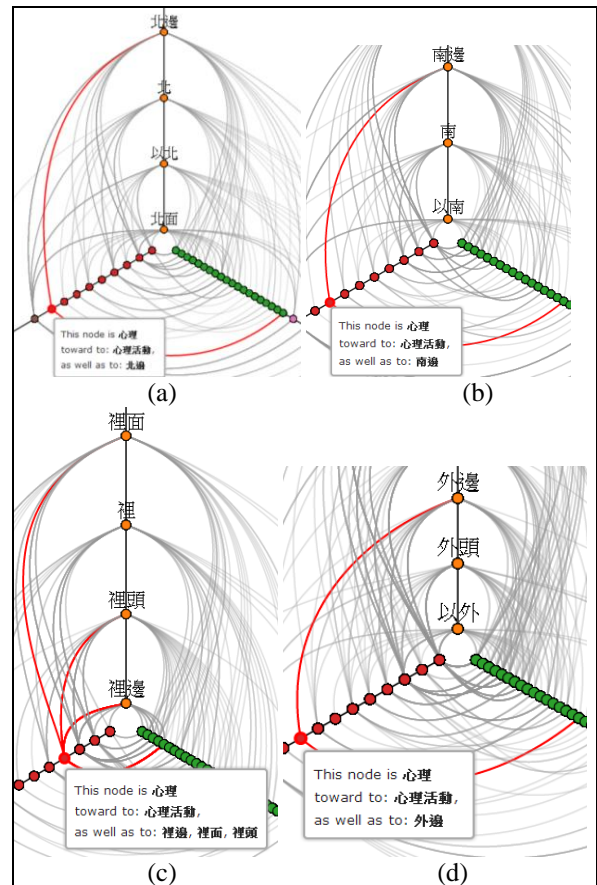 北邊
北
以北
北面
This node is 心理
toward to: 心理活動,
as well as to: 北邊
(a)
南邊
南
以南
This node is 心理
toward to: 心理活動,
as well as to: 南邊
(b)
裡面
裡
裡頭
裡邊
This node is 心理
toward to: 心理活動,
as well as to: 裡邊, 裡面, 裡頭
(c)
外邊
外頭
以外
This node is 心理
toward to: 心理活動,
as well as to: 外邊
(d)